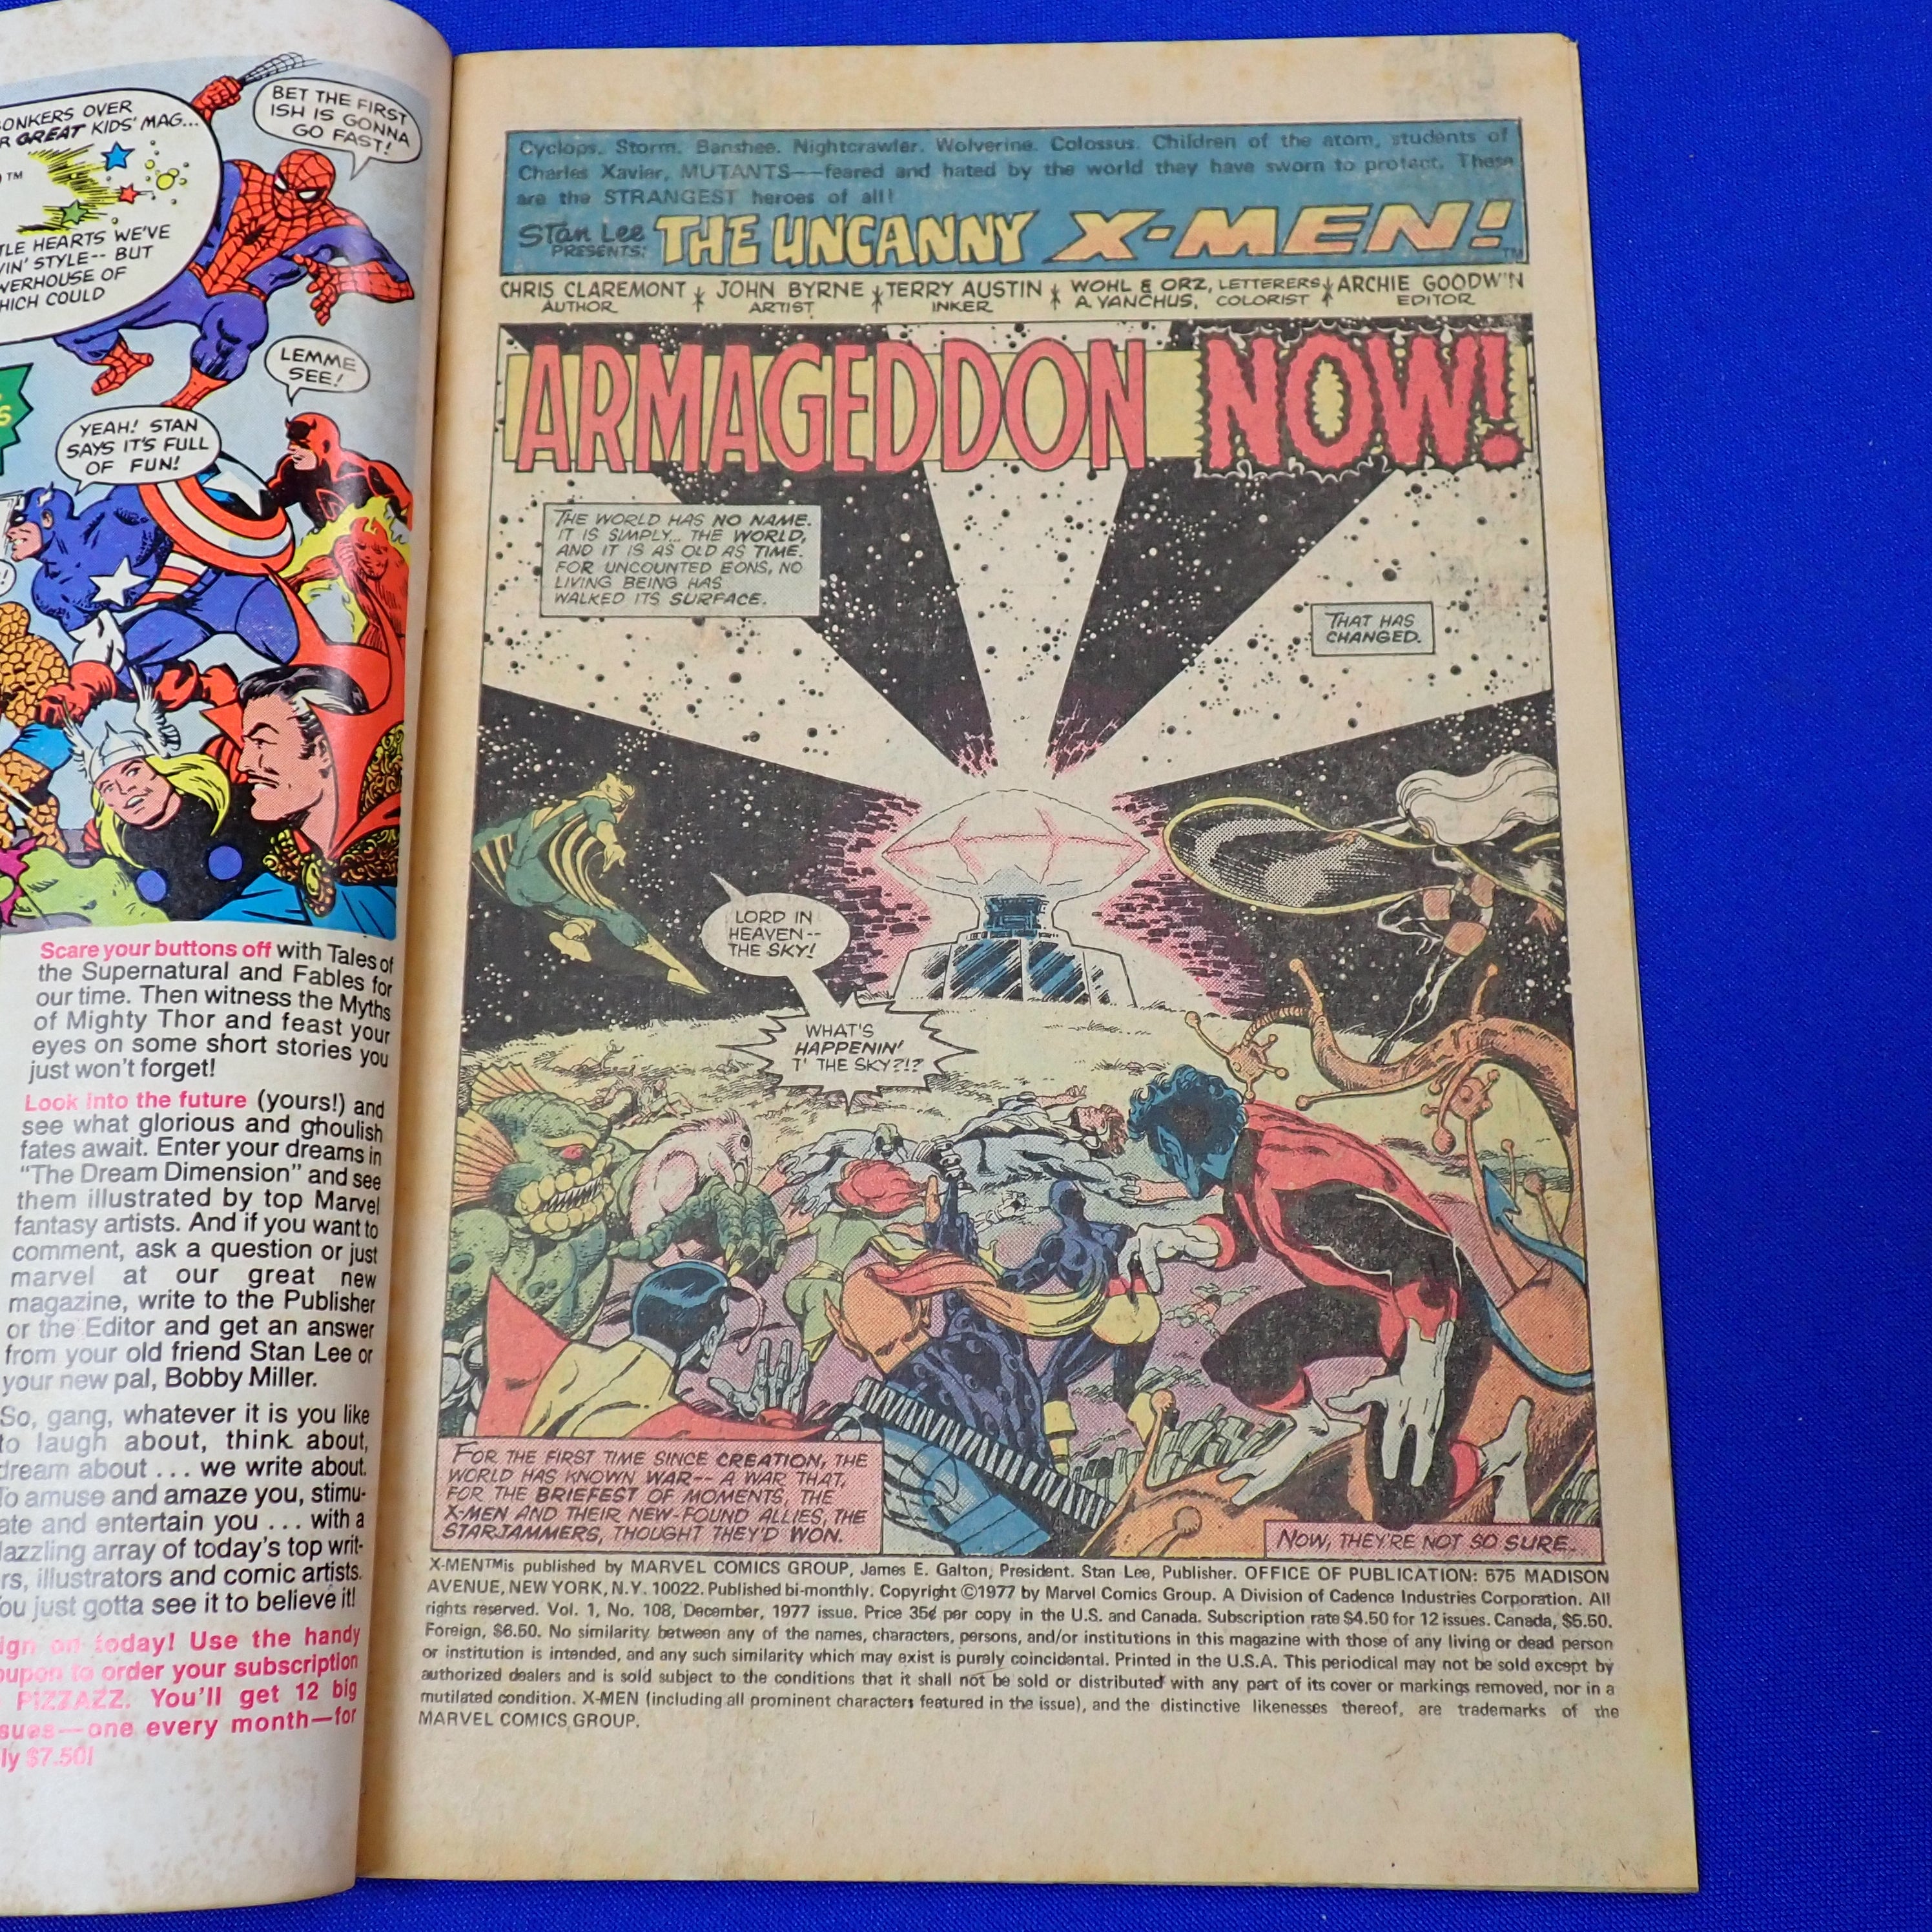 BONKERS OVER
GREAT KIDS' MAG...
TM
HEARTS WE'VE
STYLE-- BUT
OF
COULD
BET THE FIRST
ISH IS GONNA
GO FAST!
LEMME
SEE!
YEAH! STAN
SAYS IT'S FULL
OF FUN!
Scare your buttons off with Tales of
the Supernatural and Fables for
our time. Then witness the Myths
of Mighty Thor and feast your
eyes on some short stories you
just won't forget!
Look into the future (yours!) and
see what glorious and ghoulish
fates await. Enter your dreams in
"The Dream Dimension" and see
them illustrated by top Marvel
fantasy artists. And if you want to
comment, ask a question or just
marvel at our great new
magazine, write to the Publisher
or the Editor and get an answer
from your old friend Stan Lee or
your new pal, Bobby Miller.
So, gang, whatever it is you like
to laugh about, think about,
dream about ... we write about.
To amuse and amaze you, stimu-
ate and entertain you ... with a
dazzling array of today's top writ-
rs, illustrators and comic artists.
You just gotta see it to believe it!
ign on today! Use the handy
oupon to order your subscription
PIZZAZZ. You'll get 12 big
sues—one every month—for
ly $7.50!
Cyclops. Storm. Banshee. Nightcrawler. Wolverine. Colossus. Children of the atom, students of
Charles Xavier, MUTANTS——feared and hated by the world they have sworn to protect. These
are the STRANGEST heroes of all!
Stan Lee
PRESENTS:
THE UNCANNY X-MEN!
TM
CHRIS CLAREMONT
AUTHOR
JOHN BYRNE
ARTIST
TERRY AUSTIN
INKER
WOHL & ORZ, LETTERERS
A. YANCHUS, COLORIST
ARCHIE GOODWIN
EDITOR
ARMAGEDDON NOW!
THE WORLD HAS NO NAME.
IT IS SIMPLY... THE WORLD,
AND IT IS AS OLD AS TIME.
FOR UNCOUNTED EONS, NO
LIVING BEING HAS
WALKED ITS SURFACE.
THAT HAS
CHANGED.
LORD IN
HEAVEN--
THE SKY!
WHAT'S
HAPPENIN'
T' THE SKY?!?
FOR THE FIRST TIME SINCE CREATION, THE
WORLD HAS KNOWN WAR-- A WAR THAT,
FOR THE BRIEFEST OF MOMENTS, THE
X-MEN AND THEIR NEW-FOUND ALLIES, THE
STARJAMMERS, THOUGHT THEY'D WON.
NOW, THEY'RE NOT SO SURE.
X-MEN™is published by MARVEL COMICS GROUP, James E. Galton, President. Stan Lee, Publisher. OFFICE OF PUBLICATION: 575 MADISON
AVENUE, NEW YORK, N.Y. 10022. Published bi-monthly. Copyright ©1977 by Marvel Comics Group. A Division of Cadence Industries Corporation. All
rights reserved. Vol. 1, No. 108, December, 1977 issue. Price 35¢ per copy in the U.S. and Canada. Subscription rate $4.50 for 12 issues. Canada, $5.50.
Foreign, $6.50. No similarity between any of the names, characters, persons, and/or institutions in this magazine with those of any living or dead person
or institution is intended, and any such similarity which may exist is purely coincidental. Printed in the U.S.A. This periodical may not be sold except by
authorized dealers and is sold subject to the conditions that it shall not be sold or distributed with any part of its cover or markings removed, nor in a
mutilated condition. X-MEN (including all prominent characters featured in the issue), and the distinctive likenesses thereof, are trademarks of the
MARVEL COMICS GROUP.